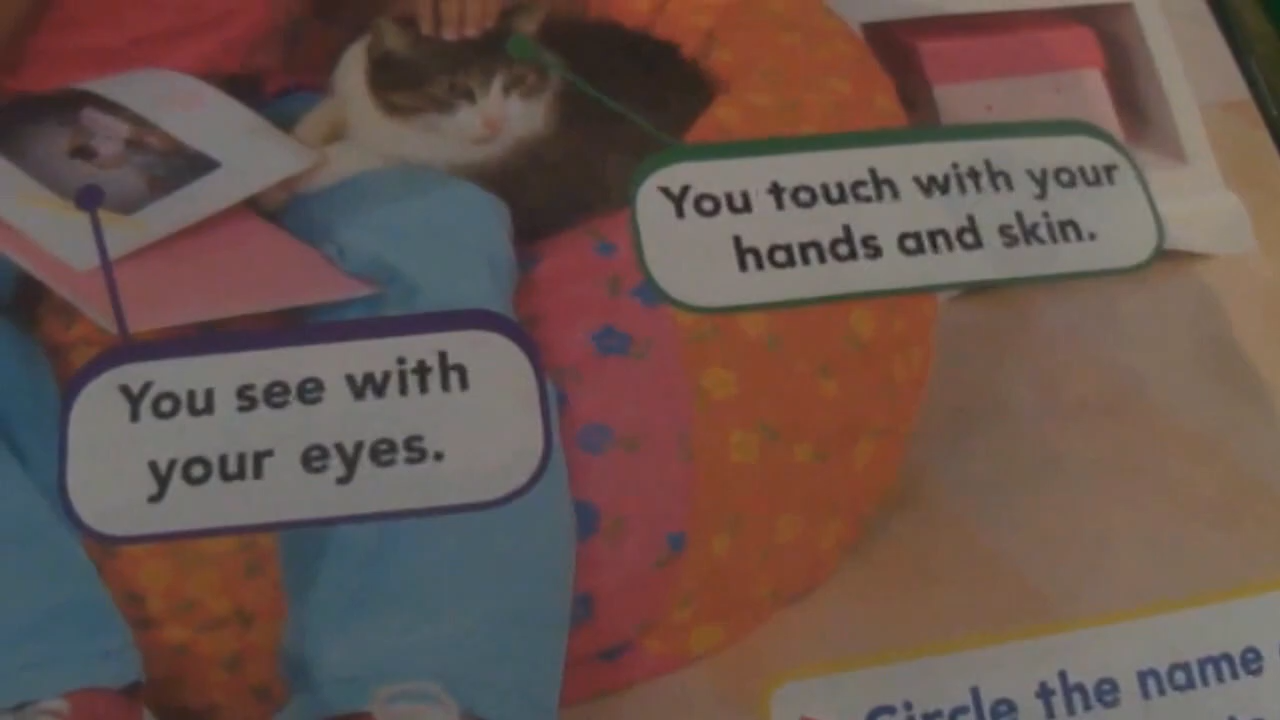 You touch with your
hands and skin.
You see with
your eyes.
Circle the name